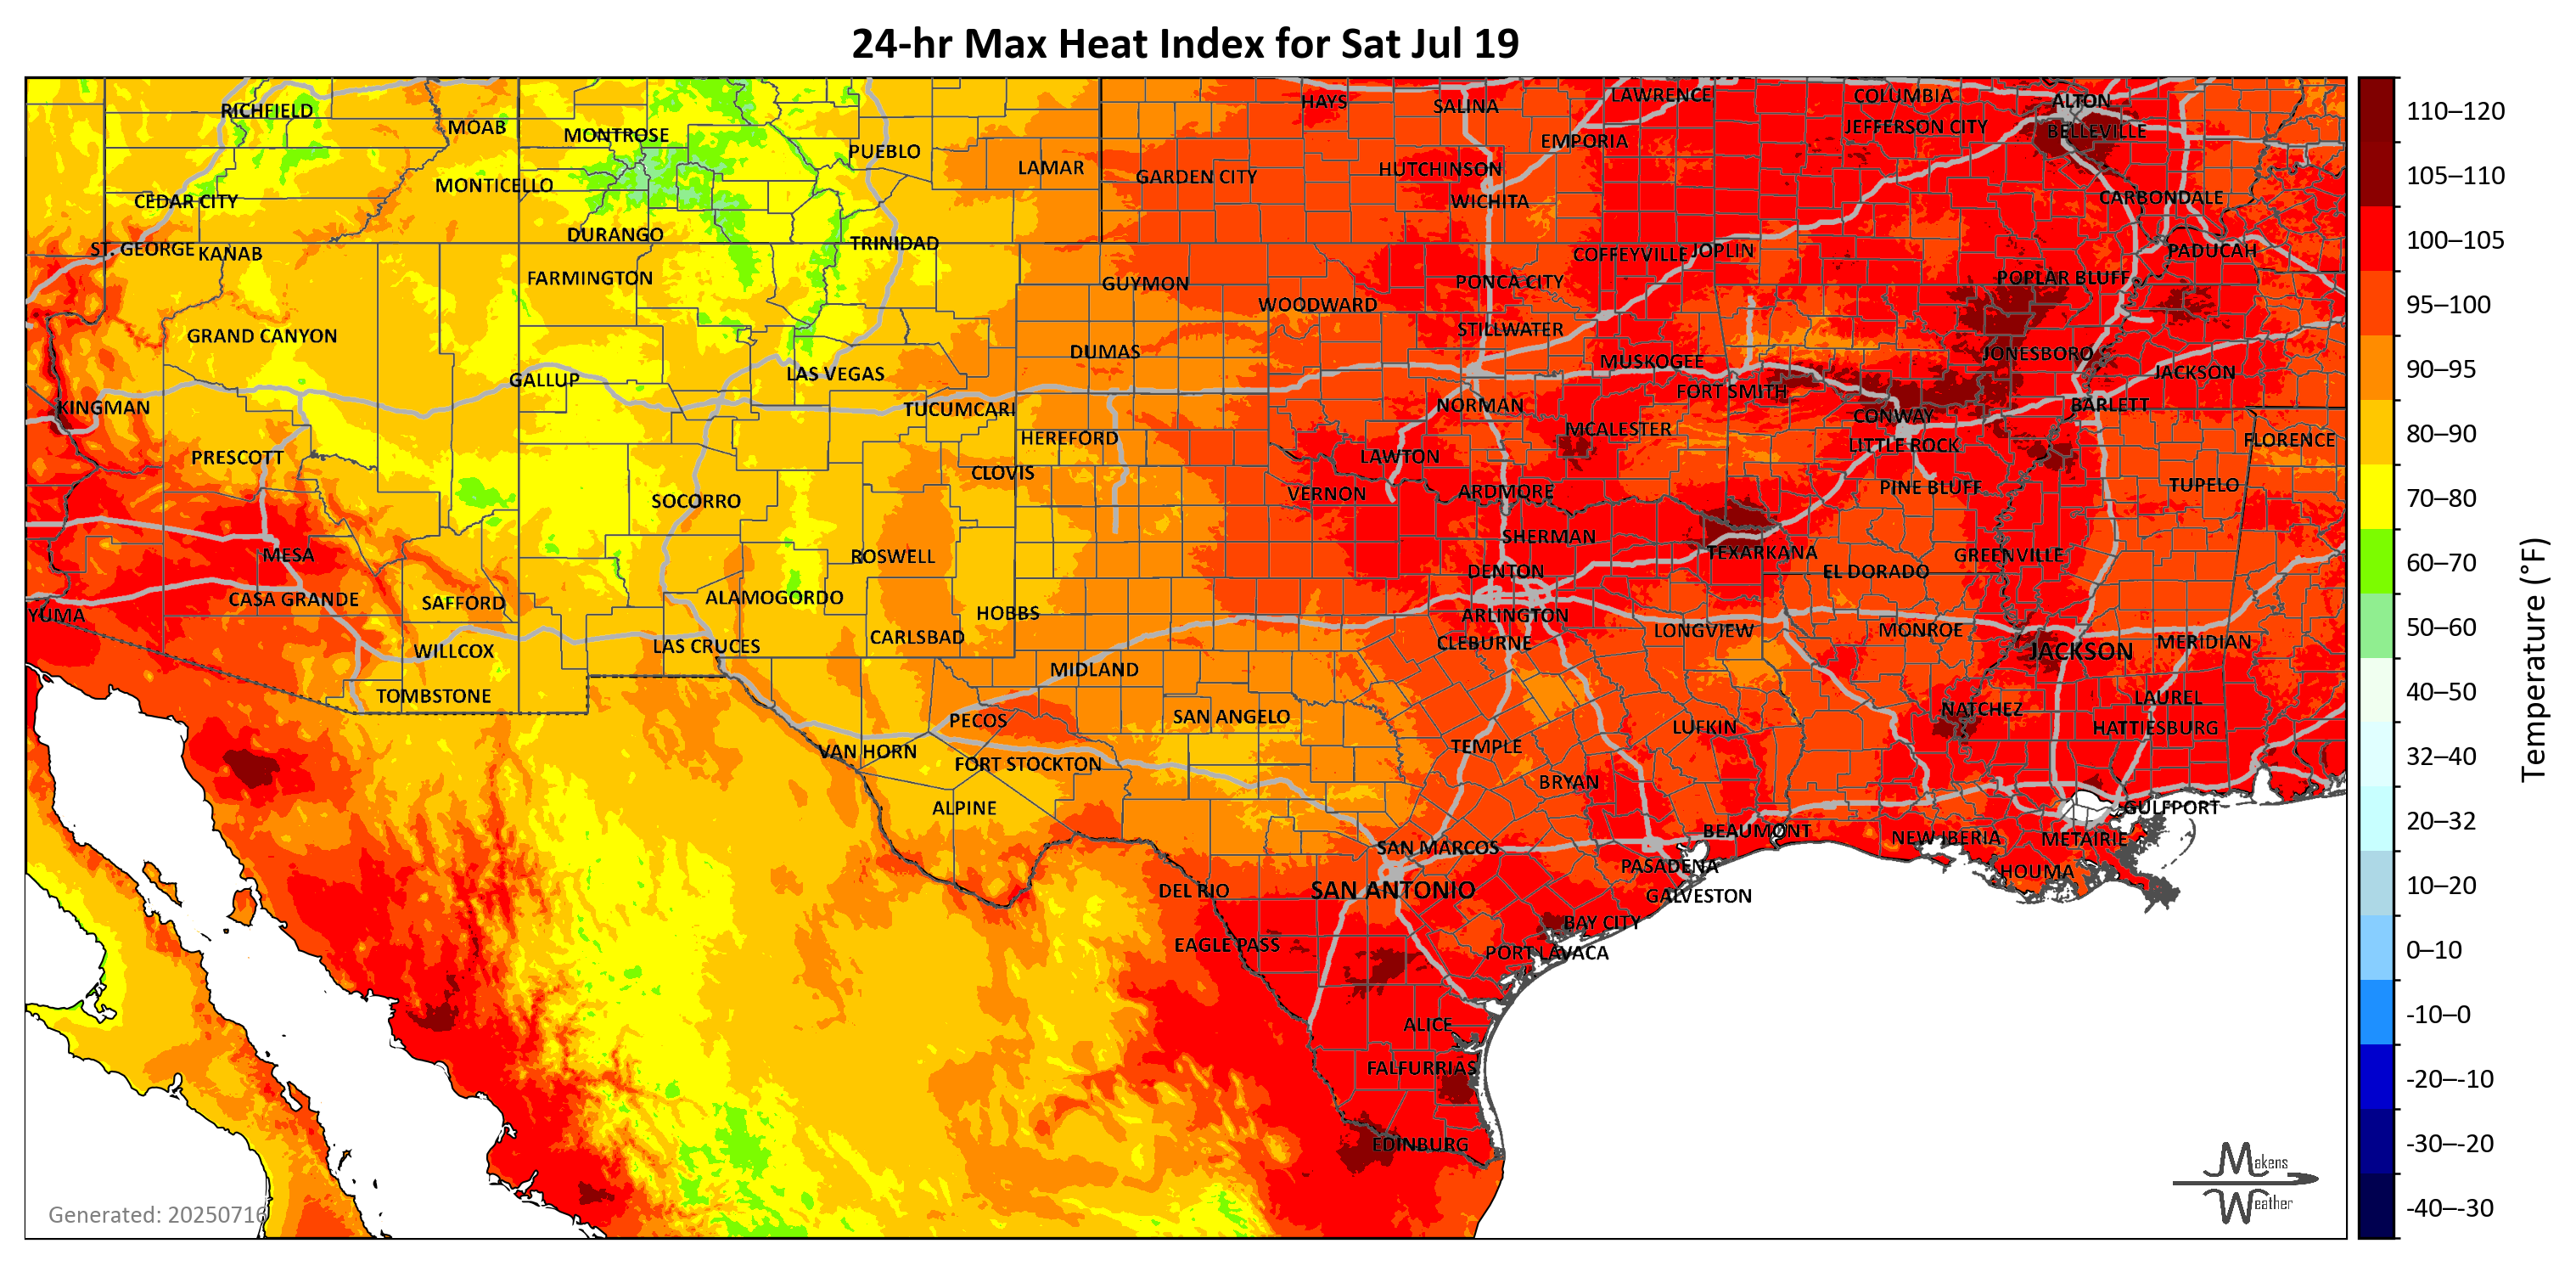 24-hr Max Heat Index for Sat Jul 19
RICHFIELD
MOAB
MONTROSE
PUEBLO
LAMAR
HAYS
SALINA
LAWRENCE
COLUMBIA
ALTON
GARDEN CITY
HUTCHINSON
EMPORIA
JEFFERSON CITY
BELLEVILLE
CEDAR CITY
MONTICELLO
WICHITA
CARBONDALE
ST. GEORGE
KANAB
DURANGO
TRINIDAD
COFFEYVILLE
JOPLIN
PADUCAH
FARMINGTON
GUYMON
WOODWARD
PONCA CITY
POPLAR BLUFF
GRAND CANYON
DUMAS
STILLWATER
JONESBORO
GALLUP
LAS VEGAS
MUSKOGEE
FORT SMITH
JACKSON
KINGMAN
TUCUMCARI
NORMAN
CONWAY
BARLETT
PRESCOTT
HEREFORD
MCALESTER
LITTLE ROCK
FLORENCE
CLOVIS
LAWTON
SOCORRO
VERNON
ARDMORE
PINE BLUFF
TUPELO
MESA
ROSWELL
SHERMAN
TEXARKANA
GREENVILLE
CASA GRANDE
SAFFORD
ALAMOGORDO
HOBBS
DENTON
EL DORADO
YUMA
ARLINGTON
WILLCOX
LAS CRUCES
CARLSBAD
CLEBURNE
LONGVIEW
MONROE
JACKSON
MERIDIAN
TOMBSTONE
MIDLAND
PECOS
SAN ANGELO
LUFKIN
NATCHEZ
LAUREL
HATTIESBURG
VAN HORN
FORT STOCKTON
TEMPLE
BRYAN
ALPINE
BEAUMONT
GULFPORT
SAN MARCOS
PASADENA
NEW IBERIA
METAIRIE
DEL RIO
SAN ANTONIO
GALVESTON
HOUMA
EAGLE PASS
BAY CITY
PORT LAVACA
ALICE
FALFURRIAS
EDINBURG
Generated: 20250716
Makens
Weather
110–120
105–110
100–105
95–100
90–95
80–90
70–80
60–70
50–60
40–50
32–40
20–32
10–20
0–10
-10–0
-20–-10
-30–-20
-40–-30
Temperature (°F)